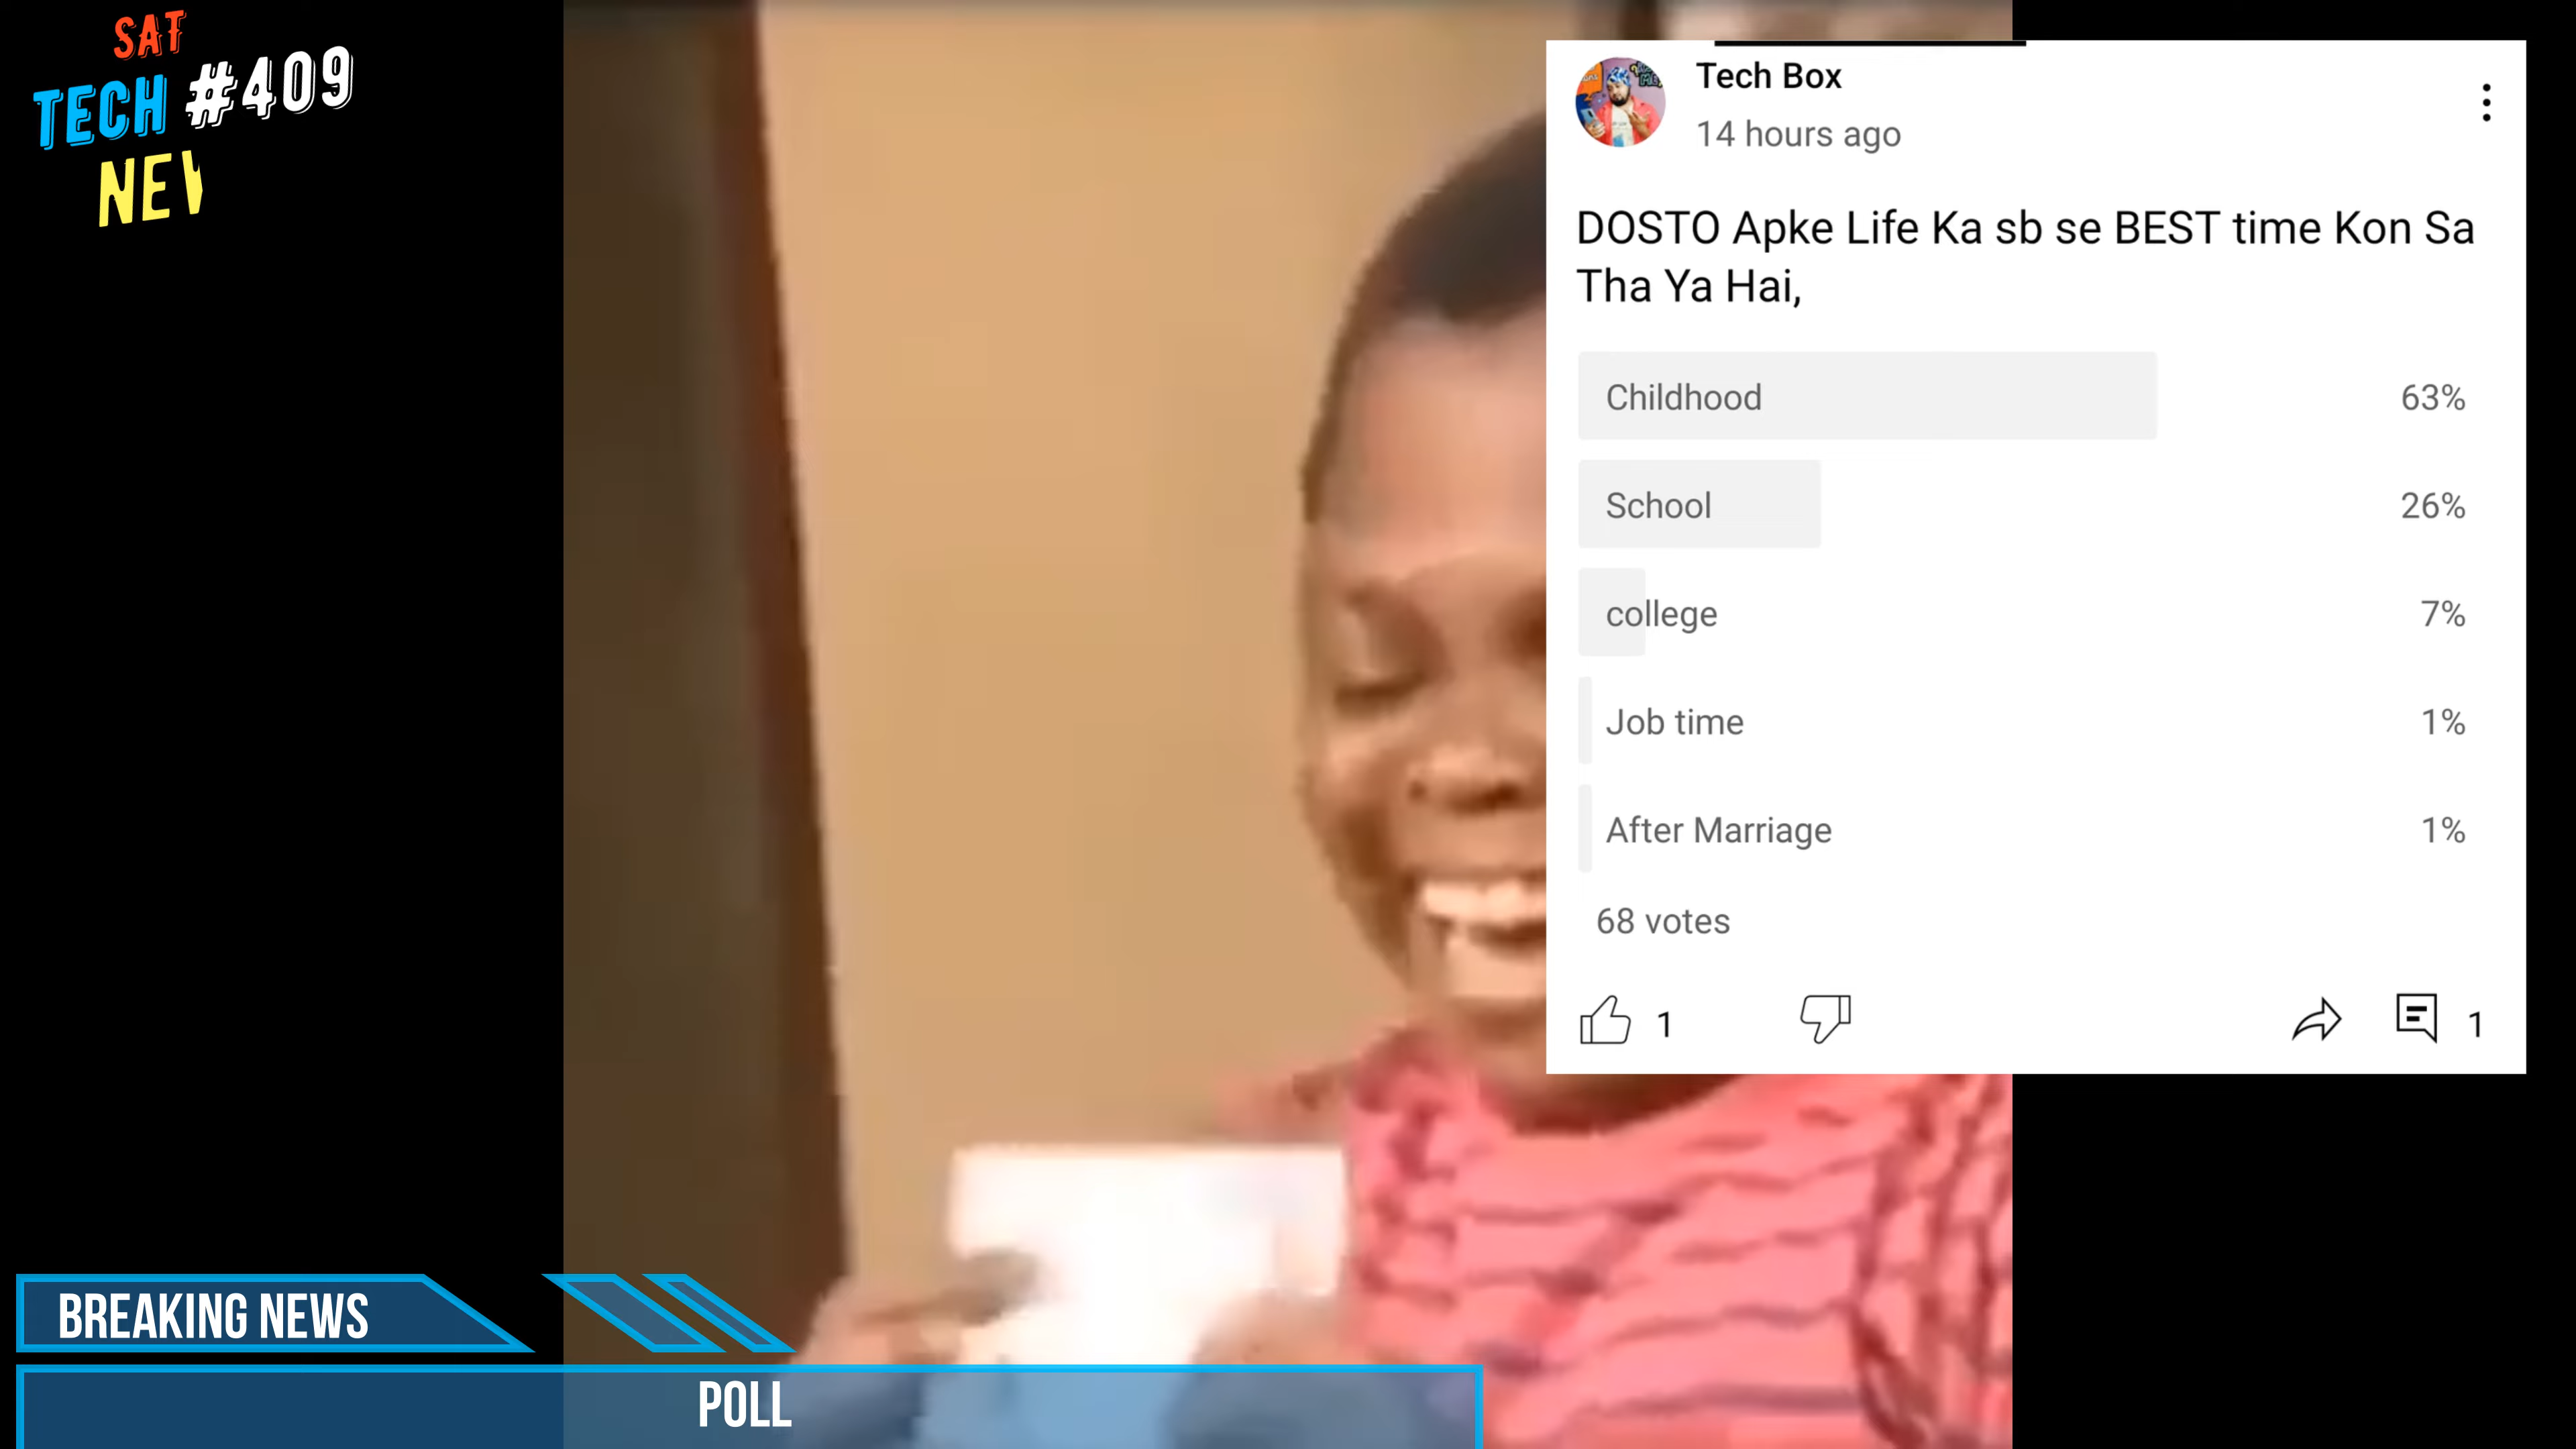 SAT
TECH #409
NEW
Tech Box
14 hours ago
DOSTO Apke Life Ka sb se BEST time Kon Sa
Tha Ya Hai,
Childhood 63%
School 26%
college 7%
Job time 1%
After Marriage 1%
68 votes
1 1
BREAKING NEWS
POLL